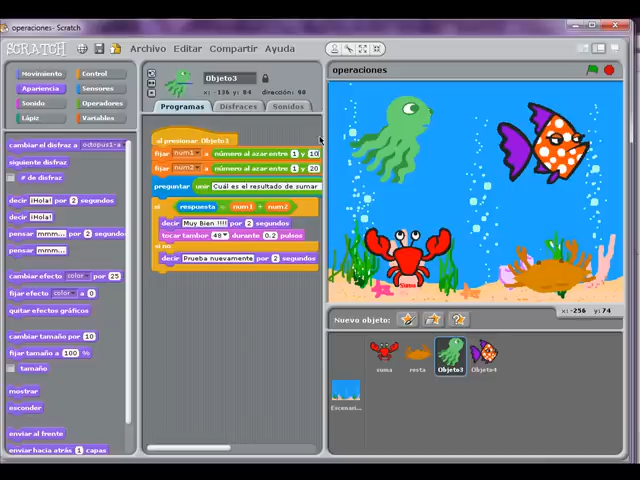 operaciones- Scratch
SCRATCH Archivo Editar Compartir Ayuda
Movimiento Control
Apariencia Sensores
Sonido Operadores
Lápiz Variables
cambiar el disfraz a octopus1-a
siguiente disfraz
# de disfraz
decir ¡Hola! por 2 segundos
decir ¡Hola!
pensar mmm... por 2 segundos
pensar mmm...
cambiar efecto color por 25
fijar efecto color a 0
quitar efectos gráficos
cambiar tamaño por 10
fijar tamaño a 100 %
tamaño
mostrar
esconder
enviar al frente
enviar hacia atrás 1 capas
Objeto3
x: -136 y: 84 dirección: 90
Programas Disfraces Sonidos
al presionar Objeto3
fijar num1 a número al azar entre 1 y 10
fijar num2 a número al azar entre 1 y 20
preguntar unir Cuál es el resultado de sumar
si respuesta = num1 + num2
decir Muy Bien !!!! por 2 segundos
tocar tambor 48 durante 0.2 pulsos
si no
decir Prueba nuevamente por 2 segundos
operaciones
Suma
x: -256 y: 74
Nuevo objeto:
suma resta Objeto3 Objeto4
Escenari...